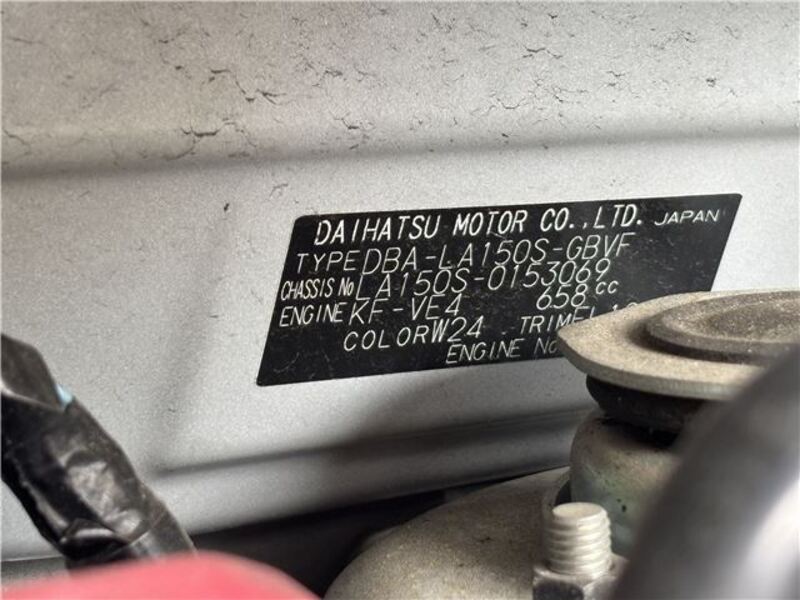 DAIHATSU MOTOR CO.,LTD. JAPAN
TYPE DBA-LA150S-GBVF
CHASSIS No LA150S-0153069
ENGINE KF-VE4 658 cc
COLOR W24 TRIM
ENGINE No